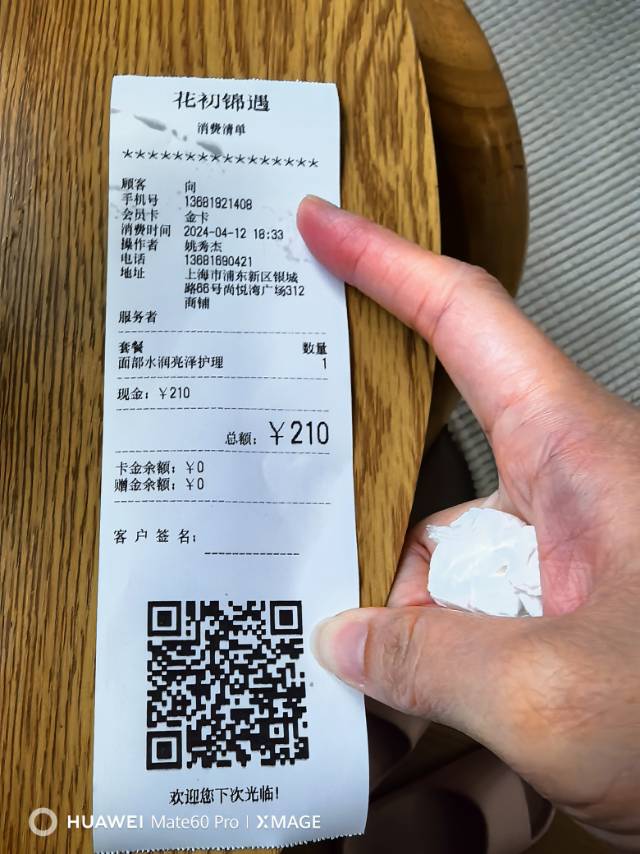 花初锦遇
消费清单
****************
顾客 向
手机号 13681921408
会员卡 金卡
消费时间 2024-04-12 18:33
操作者 姚秀杰
电话 13681690421
地址 上海市浦东新区银城
路66号尚悦湾广场312
商铺
服务者
套餐 数量
面部水润亮泽护理 1
现金：￥210
总额：￥210
卡金余额：￥0
赠金余额：￥0
客户签名：
欢迎您下次光临!
HUAWEI Mate60 Pro | XMAGE